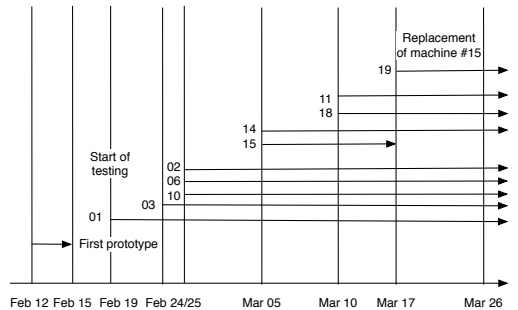 Replacement
of machine #15
19
11
18
14
15
Start of
testing
02
06
10
03
01
First prototype
Feb 12 Feb 15 Feb 19 Feb 24/25 Mar 05 Mar 10 Mar 17 Mar 26